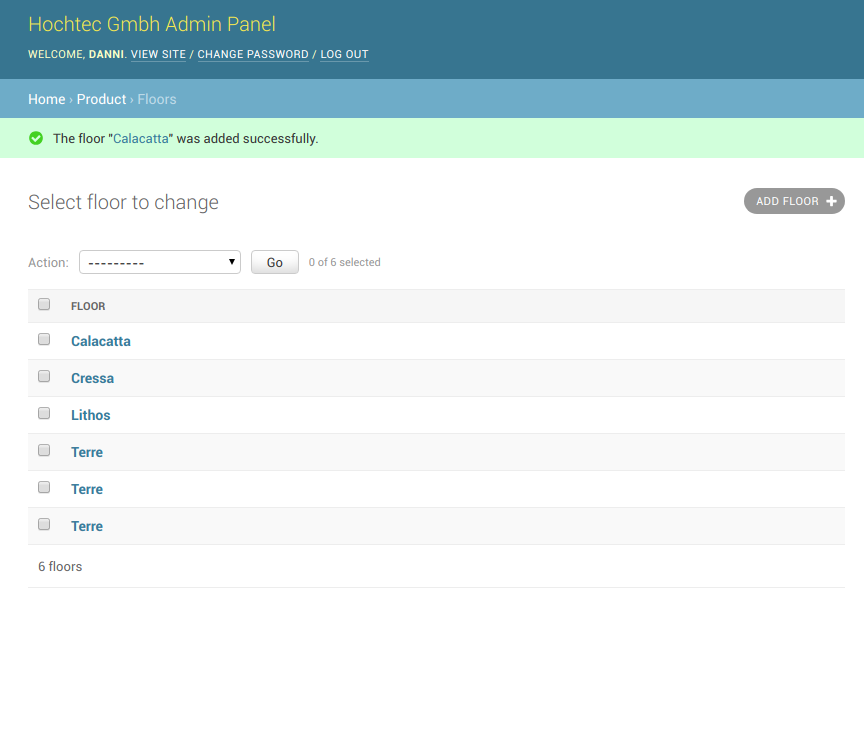 Hochtec Gmbh Admin Panel
WELCOME, DANNI. VIEW SITE / CHANGE PASSWORD / LOG OUT
Home › Product › Floors
The floor "Calacatta" was added successfully.
Select floor to change
ADD FLOOR
Action: --------- Go 0 of 6 selected
FLOOR
Calacatta
Cressa
Lithos
Terre
Terre
Terre
6 floors